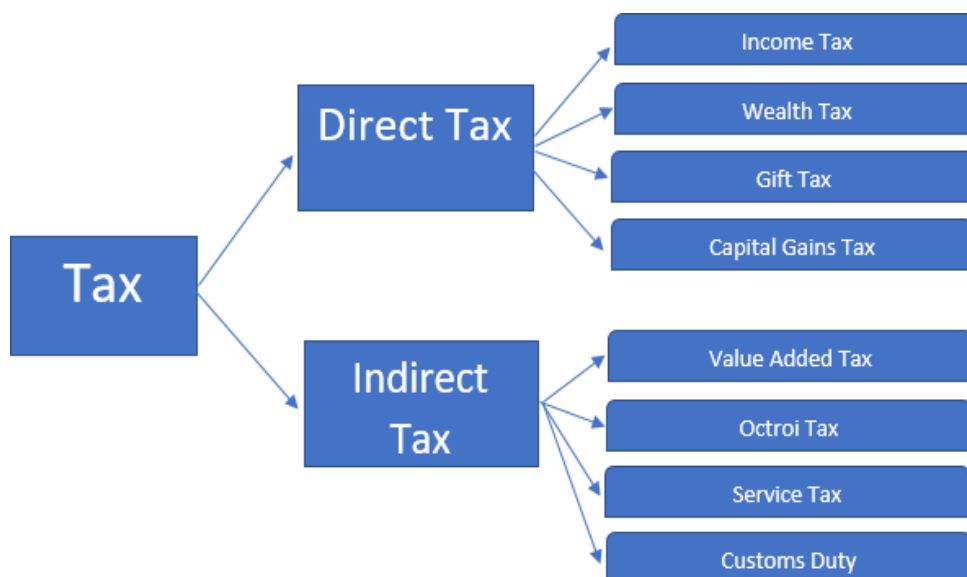 Tax
Direct Tax
Income Tax
Wealth Tax
Gift Tax
Capital Gains Tax
Indirect
Tax
Value Added Tax
Octroi Tax
Service Tax
Customs Duty